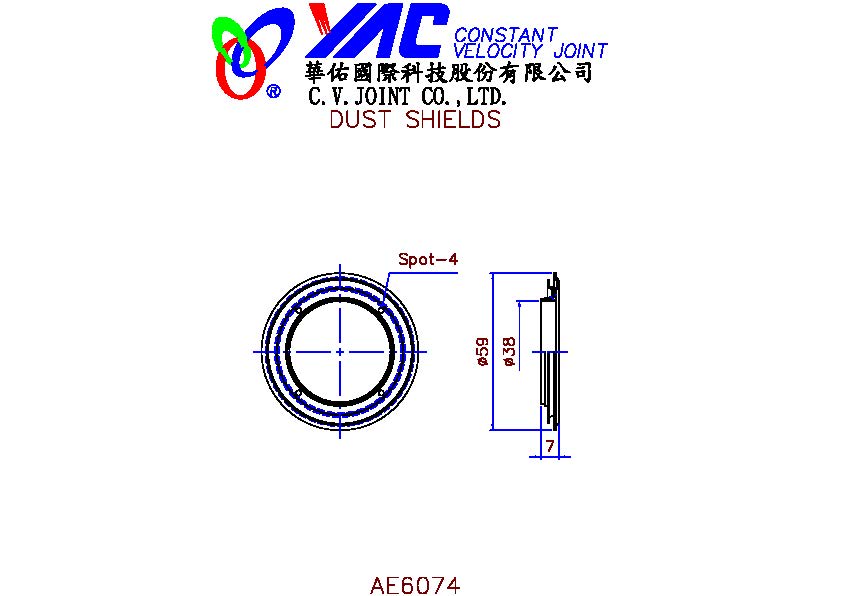 YAC CONSTANT
VELOCITY JOINT
®
華佑國際科技股份有限公司
C.V.JOINT CO.,LTD.
DUST SHIELDS
Spot-4
ø59
ø38
7
AE6074